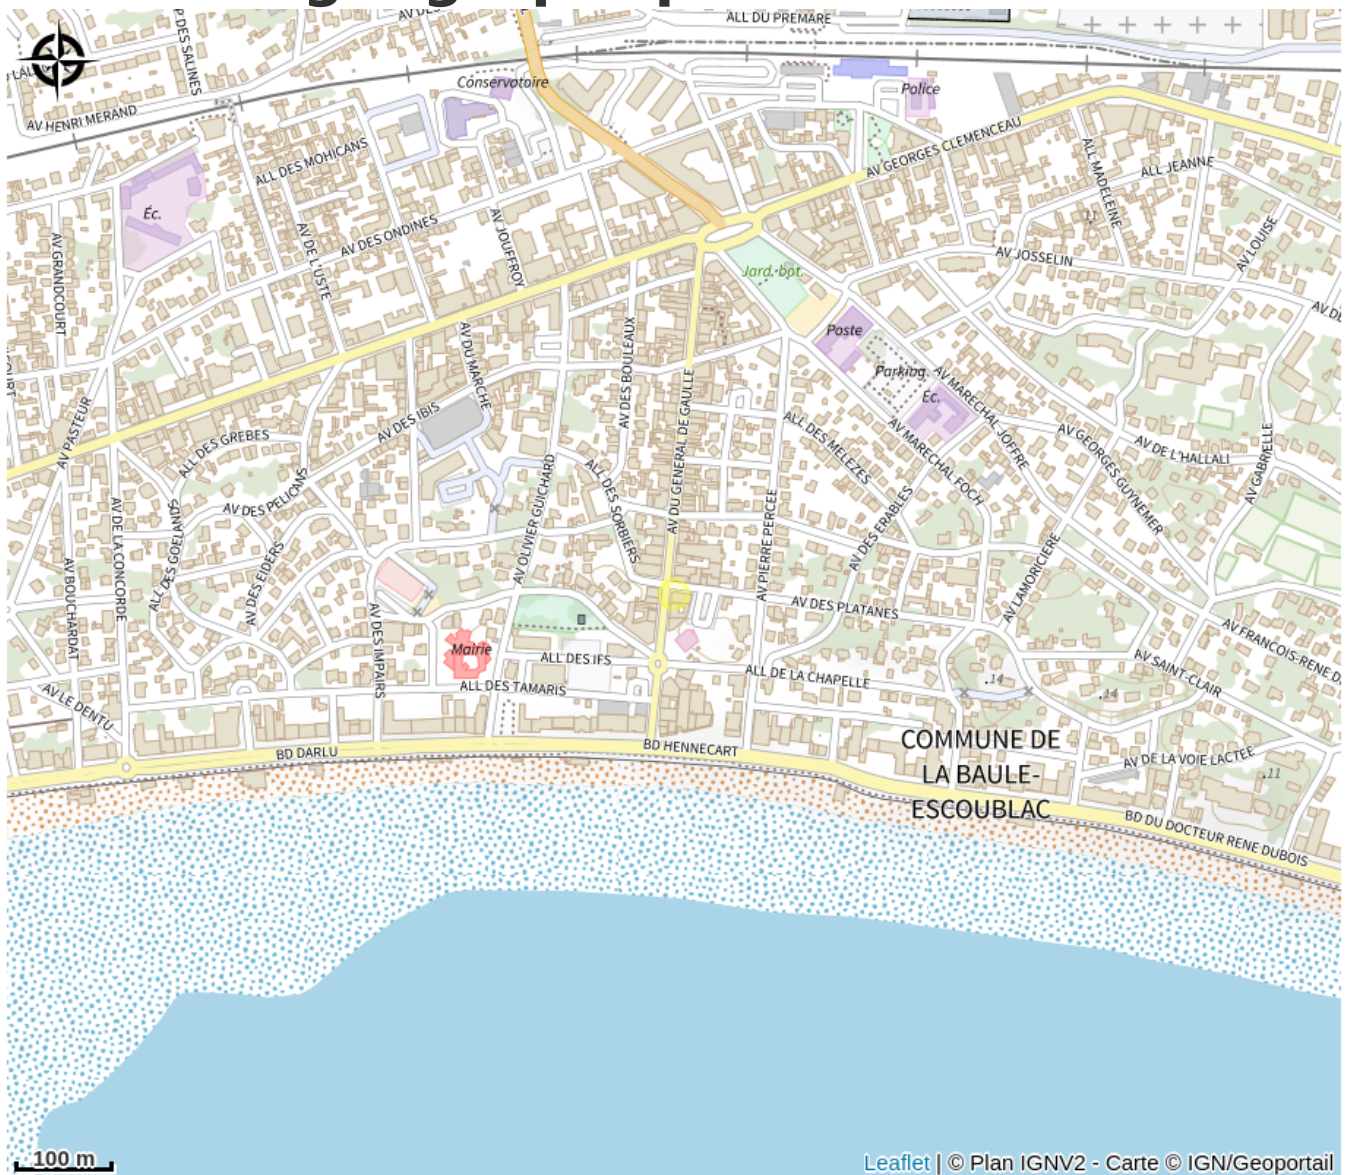 ALL DU PREMARE
Conservatoire
Police
AV HENRI MERAND
AV GEORGES CLEMENCEAU
ALL DES MOHICANS
ALL MADELEINE
ALL JEANNE
Éc.
AV DES ONDINES
AV JOUFFROY
11
AV LOUISE
AV GRANDCOURT
AV DE L'USTE
AV JOSSELIN
Jard. bot.
Poste
AV DU MARCHE
AV DES BOULEAUX
Parking
AV DU GENERAL DE GAULLE
Ec.
AV MARECHAL JOFFRE
AV PASTEUR
AV DES IBIS
ALL DES GREBES
ALL DES MELEZES
AV MARECHAL FOCH
AV GEORGES GUYNEMER
AV DE L'HALLALI
AV GABRIELLE
AV DES PELICANS
AV OLIVIER GUICHARD
ALL DES SORBIERS
AV PIERRE PERCEE
AV DES ERABLES
AV DE LA CONCORDE
ALL DES GOELANDS
AV DES EIDERS
AV BOUCHARDAT
AV LAMORICIERE
AV DES PLATANES
AV DES IMPAIRS
Mairie
ALL DES IFS
ALL DE LA CHAPELLE
AV SAINT-CLAIR
AV FRANCOIS-RENE D
ALL DES TAMARIS
.14
.14
AV LE DENTU
BD DARLU
BD HENNECART
COMMUNE DE
LA BAULE-
ESCOUBLAC
AV DE LA VOIE LACTEE
.11
BD DU DOCTEUR RENE DUBOIS
100 m
Leaflet | © Plan IGNV2 - Carte © IGN/Geoportail